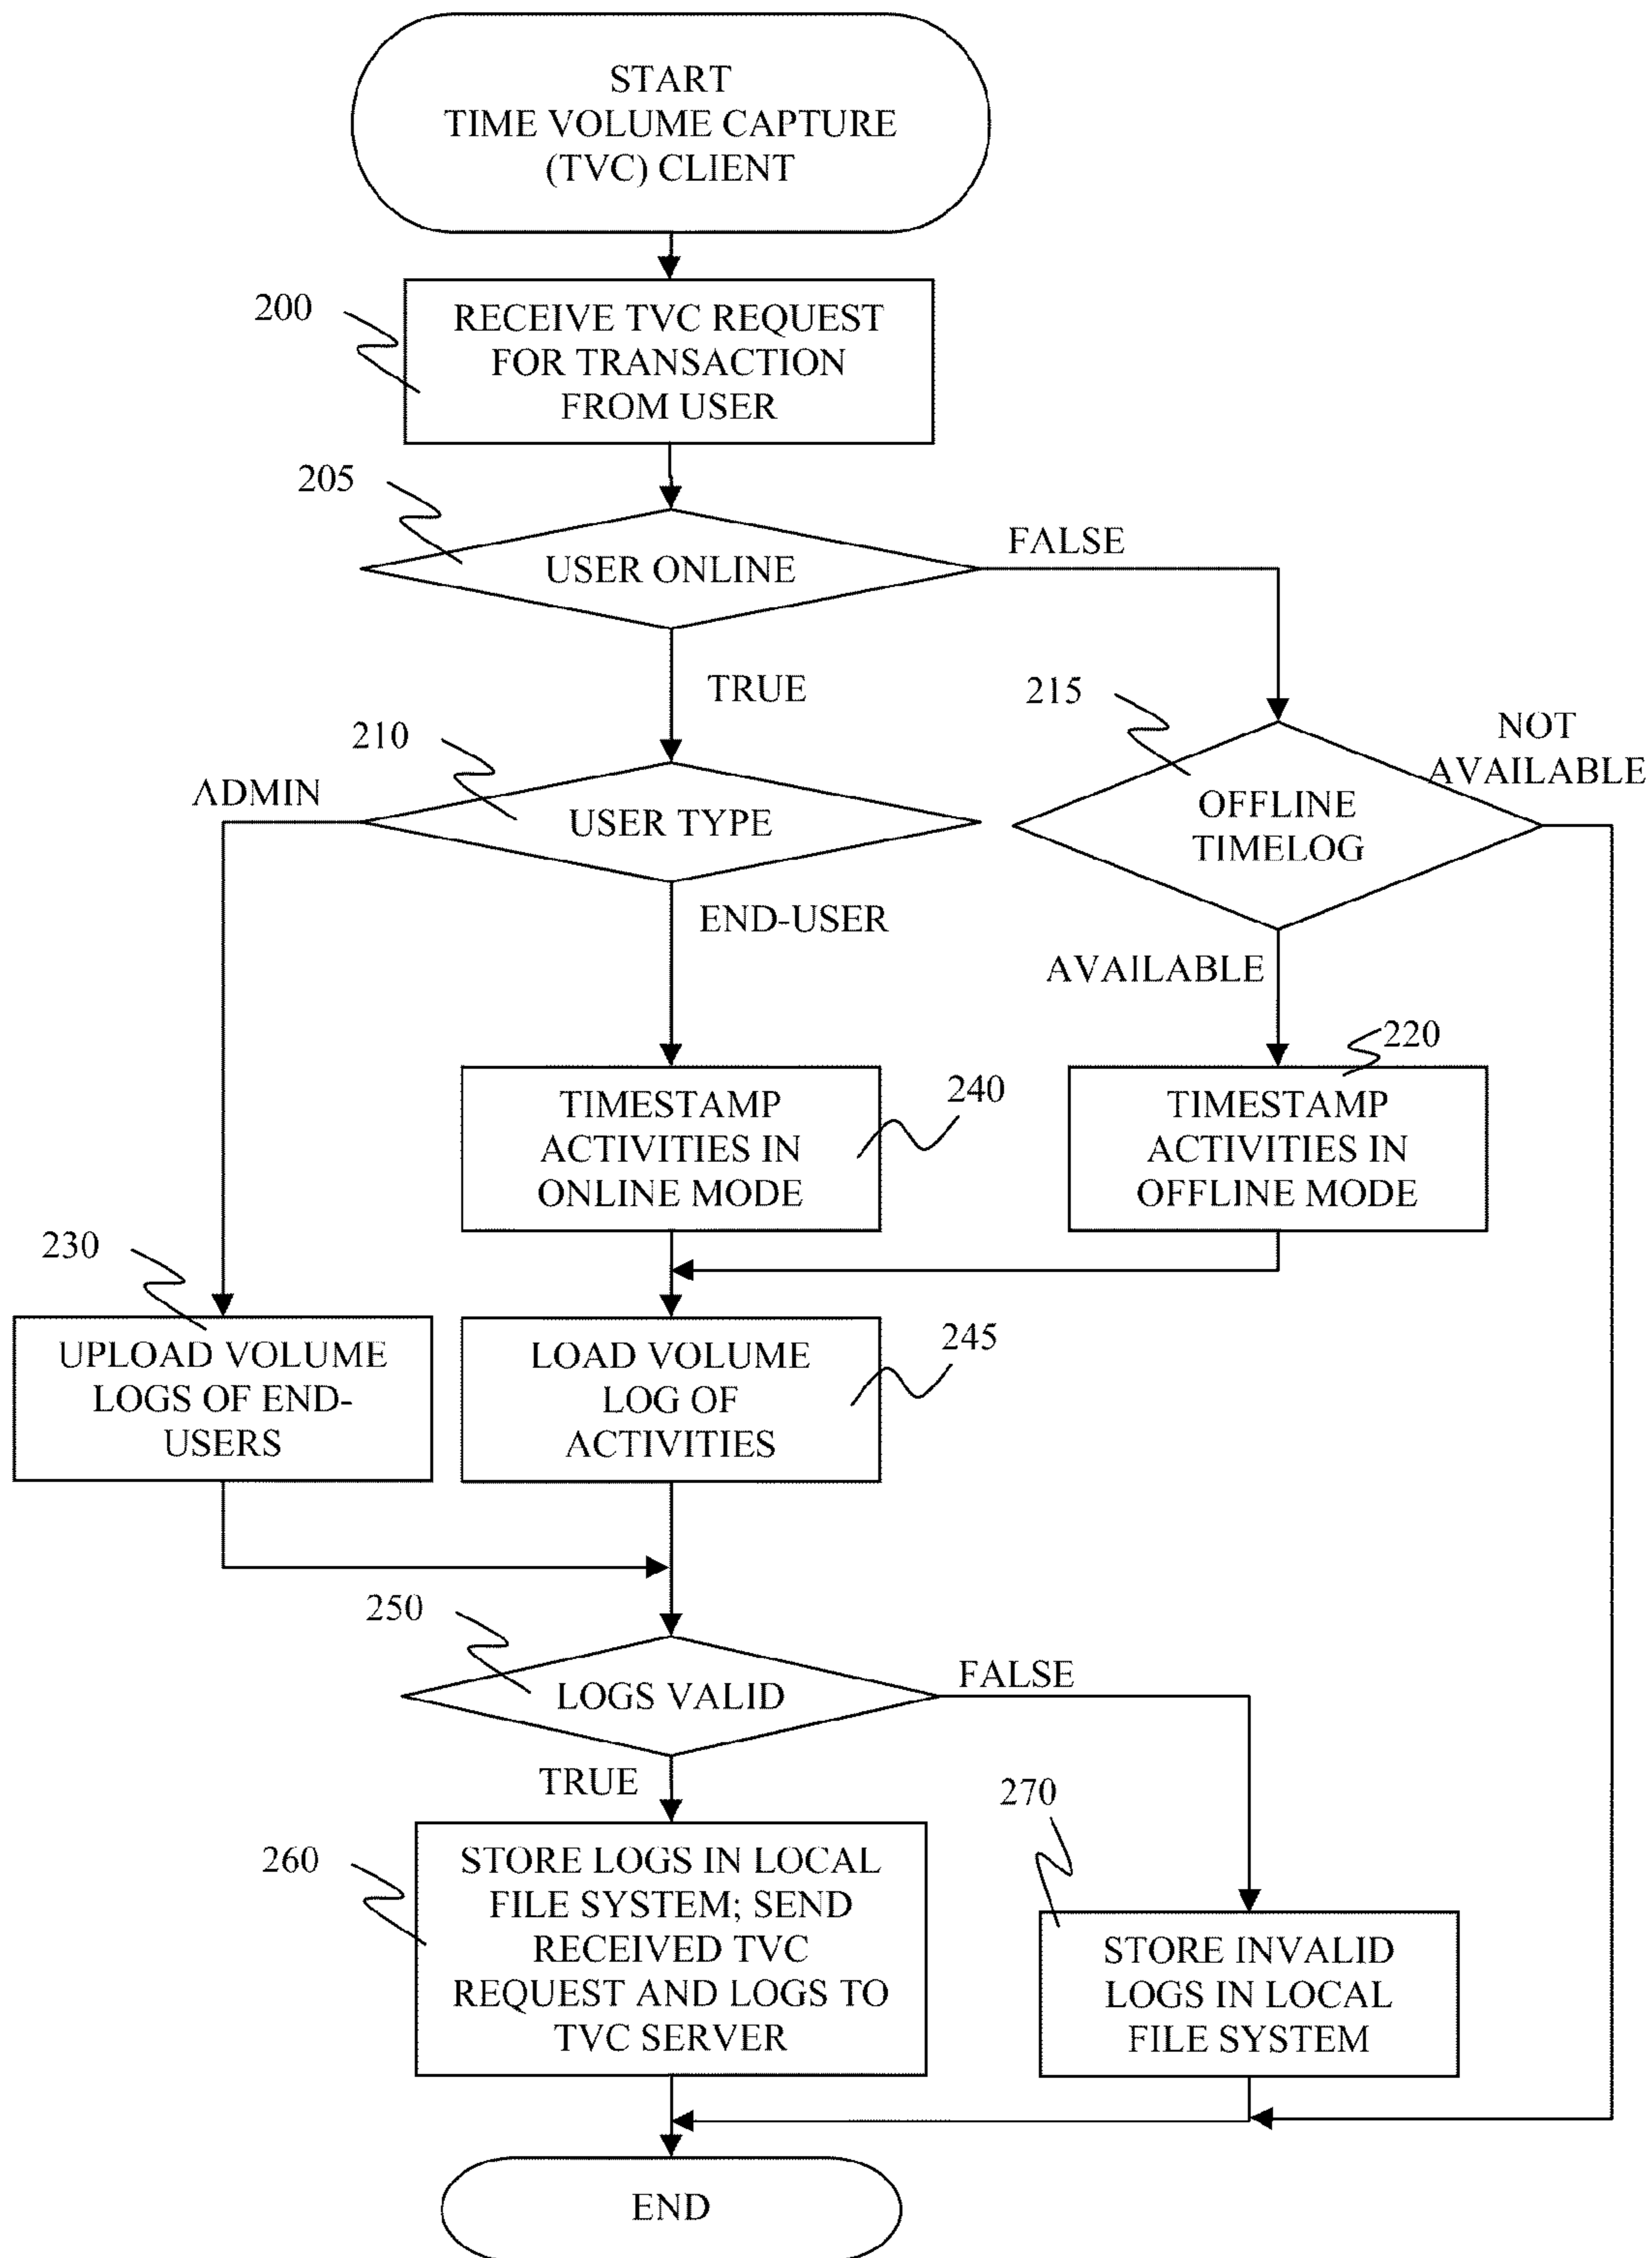 START
TIME VOLUME CAPTURE
(TVC) CLIENT
200
RECEIVE TVC REQUEST
FOR TRANSACTION
FROM USER
205
USER ONLINE
FALSE
TRUE
210
USER TYPE
ADMIN
END-USER
215
OFFLINE
TIMELOG
NOT
AVAILABLE
AVAILABLE
220
TIMESTAMP
ACTIVITIES IN
OFFLINE MODE
240
TIMESTAMP
ACTIVITIES IN
ONLINE MODE
230
UPLOAD VOLUME
LOGS OF END-
USERS
245
LOAD VOLUME
LOG OF
ACTIVITIES
250
LOGS VALID
FALSE
TRUE
260
STORE LOGS IN LOCAL
FILE SYSTEM; SEND
RECEIVED TVC
REQUEST AND LOGS TO
TVC SERVER
270
STORE INVALID
LOGS IN LOCAL
FILE SYSTEM
END